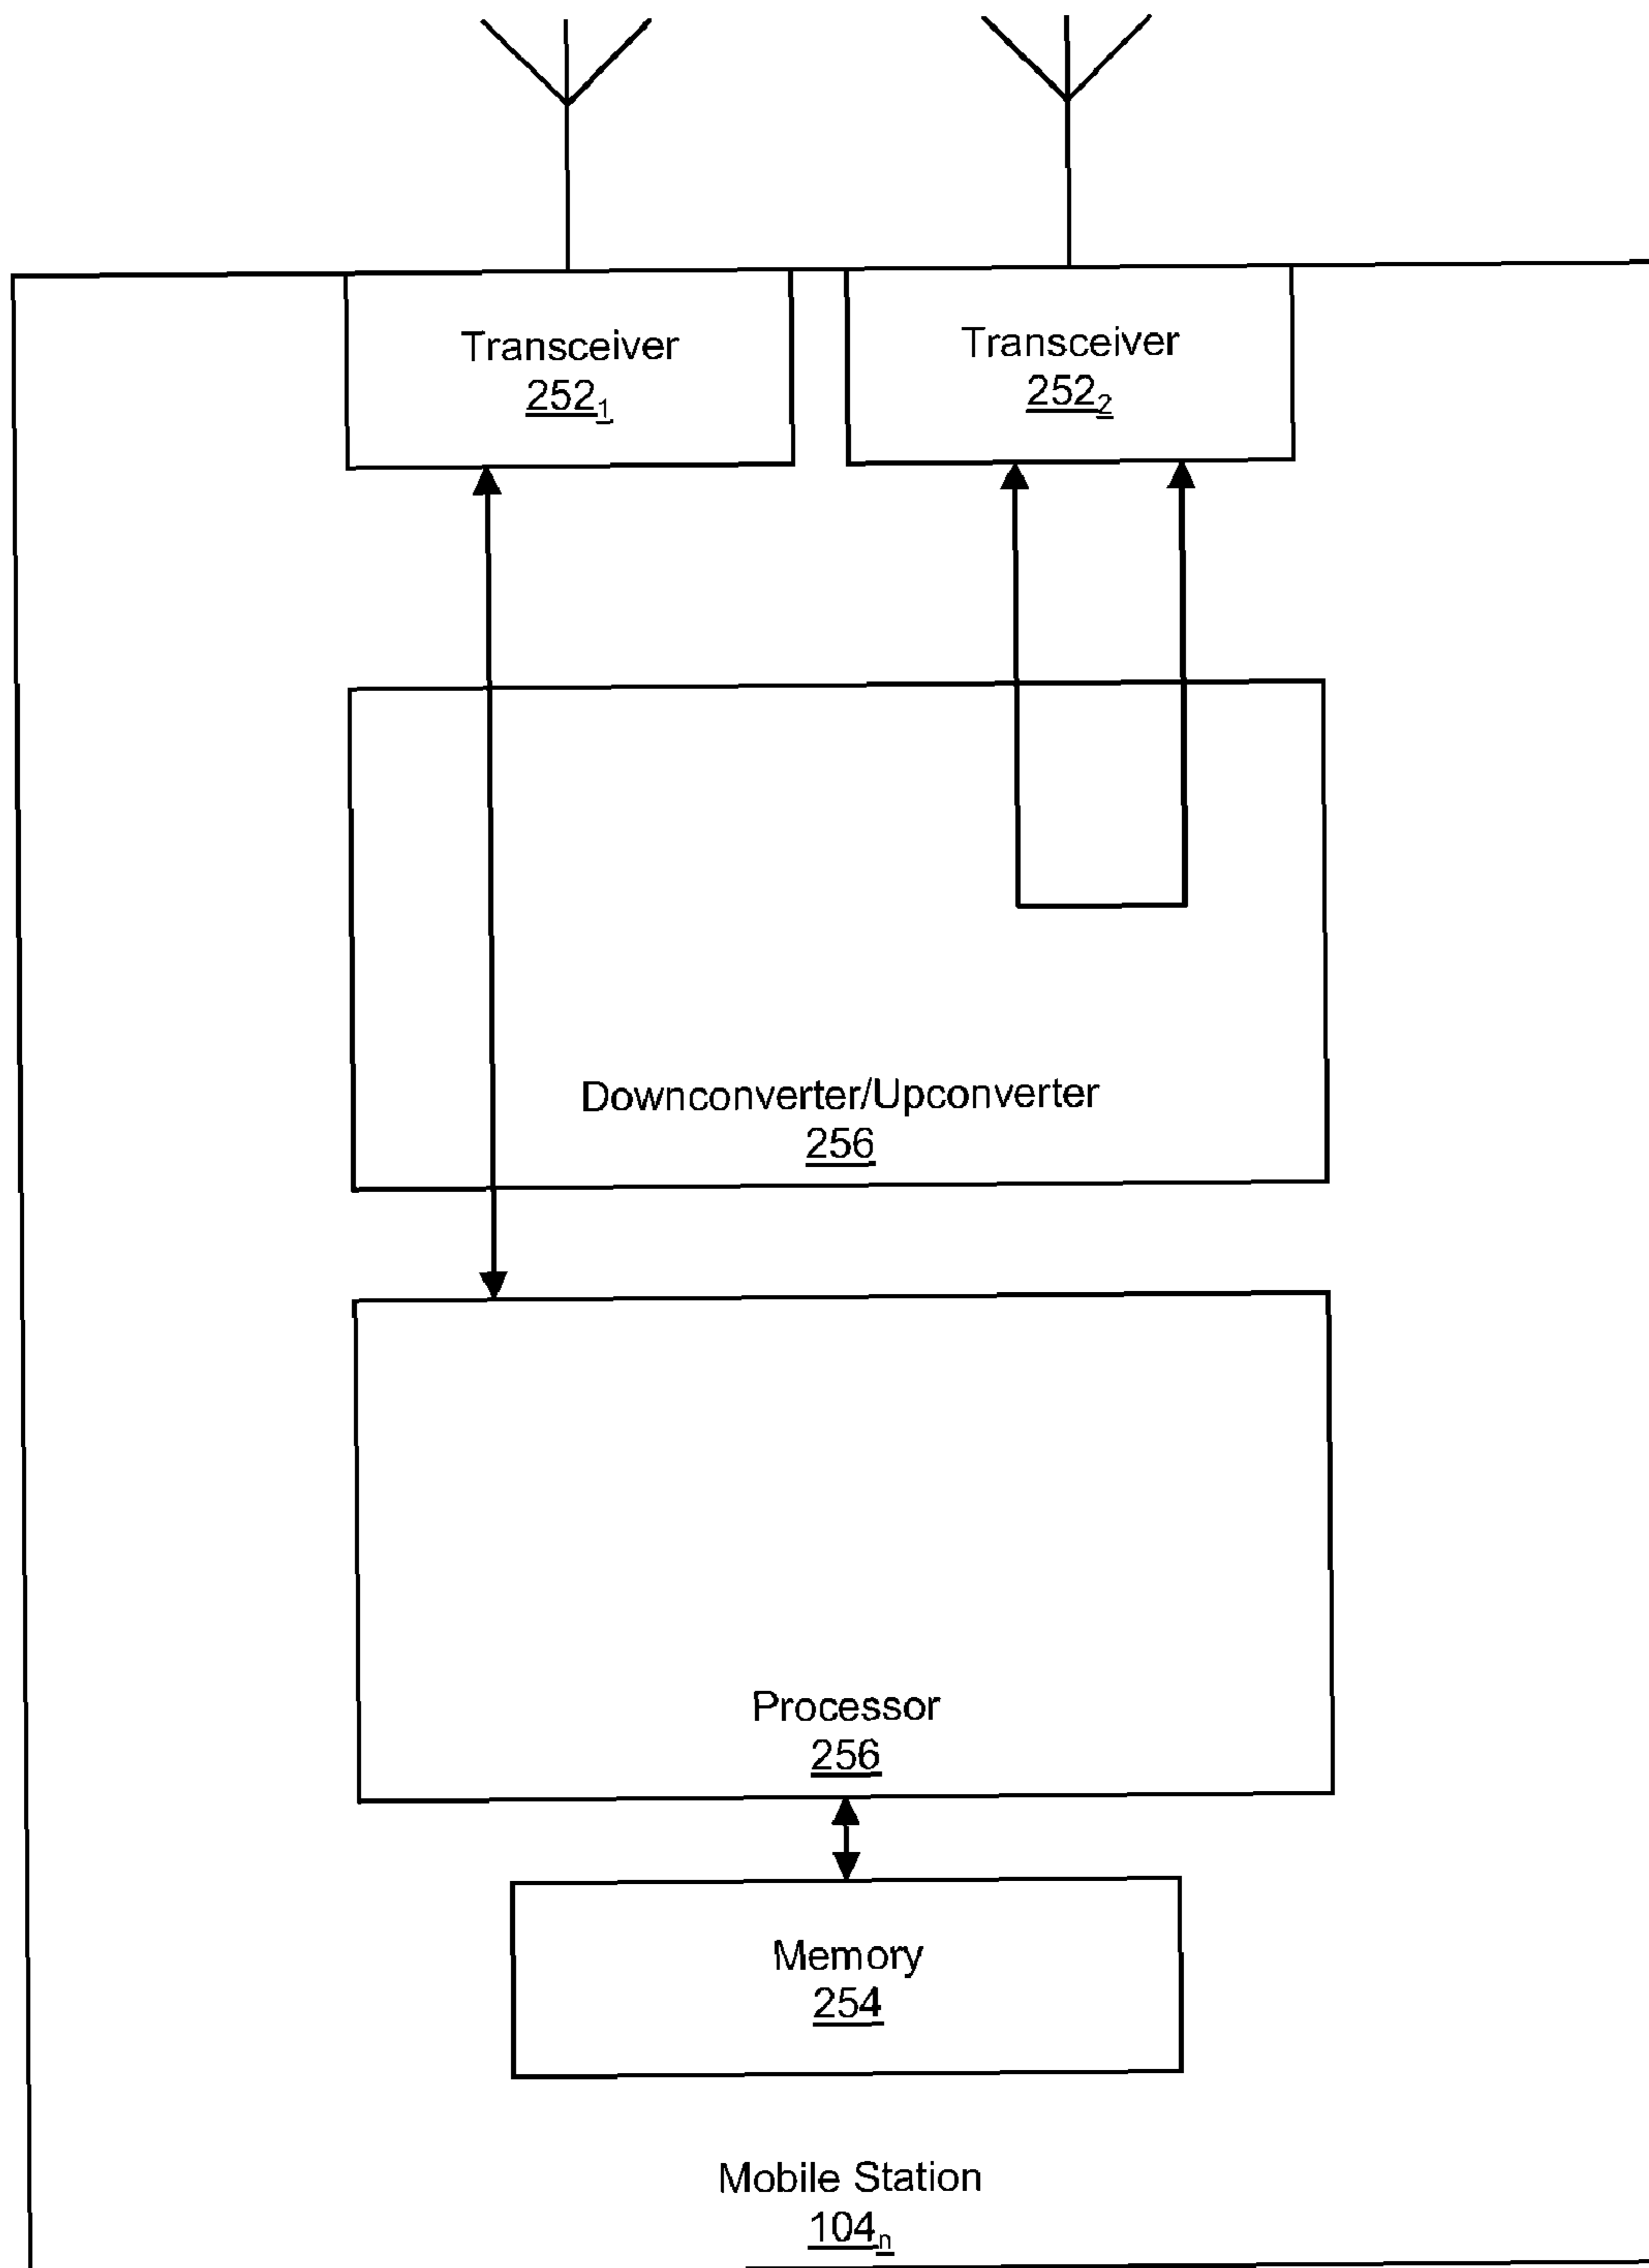 Transceiver
252₁
Transceiver
252₂
Downconverter/Upconverter
256
Processor
256
Memory
254
Mobile Station
104ₙ